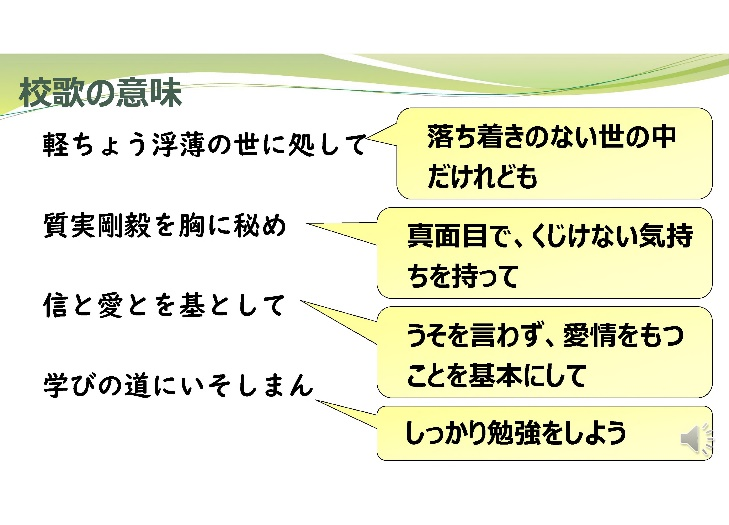 校歌の意味
軽ちょう浮薄の世に処して
落ち着きのない世の中
だけれども
質実剛毅を胸に秘め
真面目で、くじけない気持
ちを持って
信と愛とを基として
うそを言わず、愛情をもつ
ことを基本にして
学びの道にいそしまん
しっかり勉強をしよう